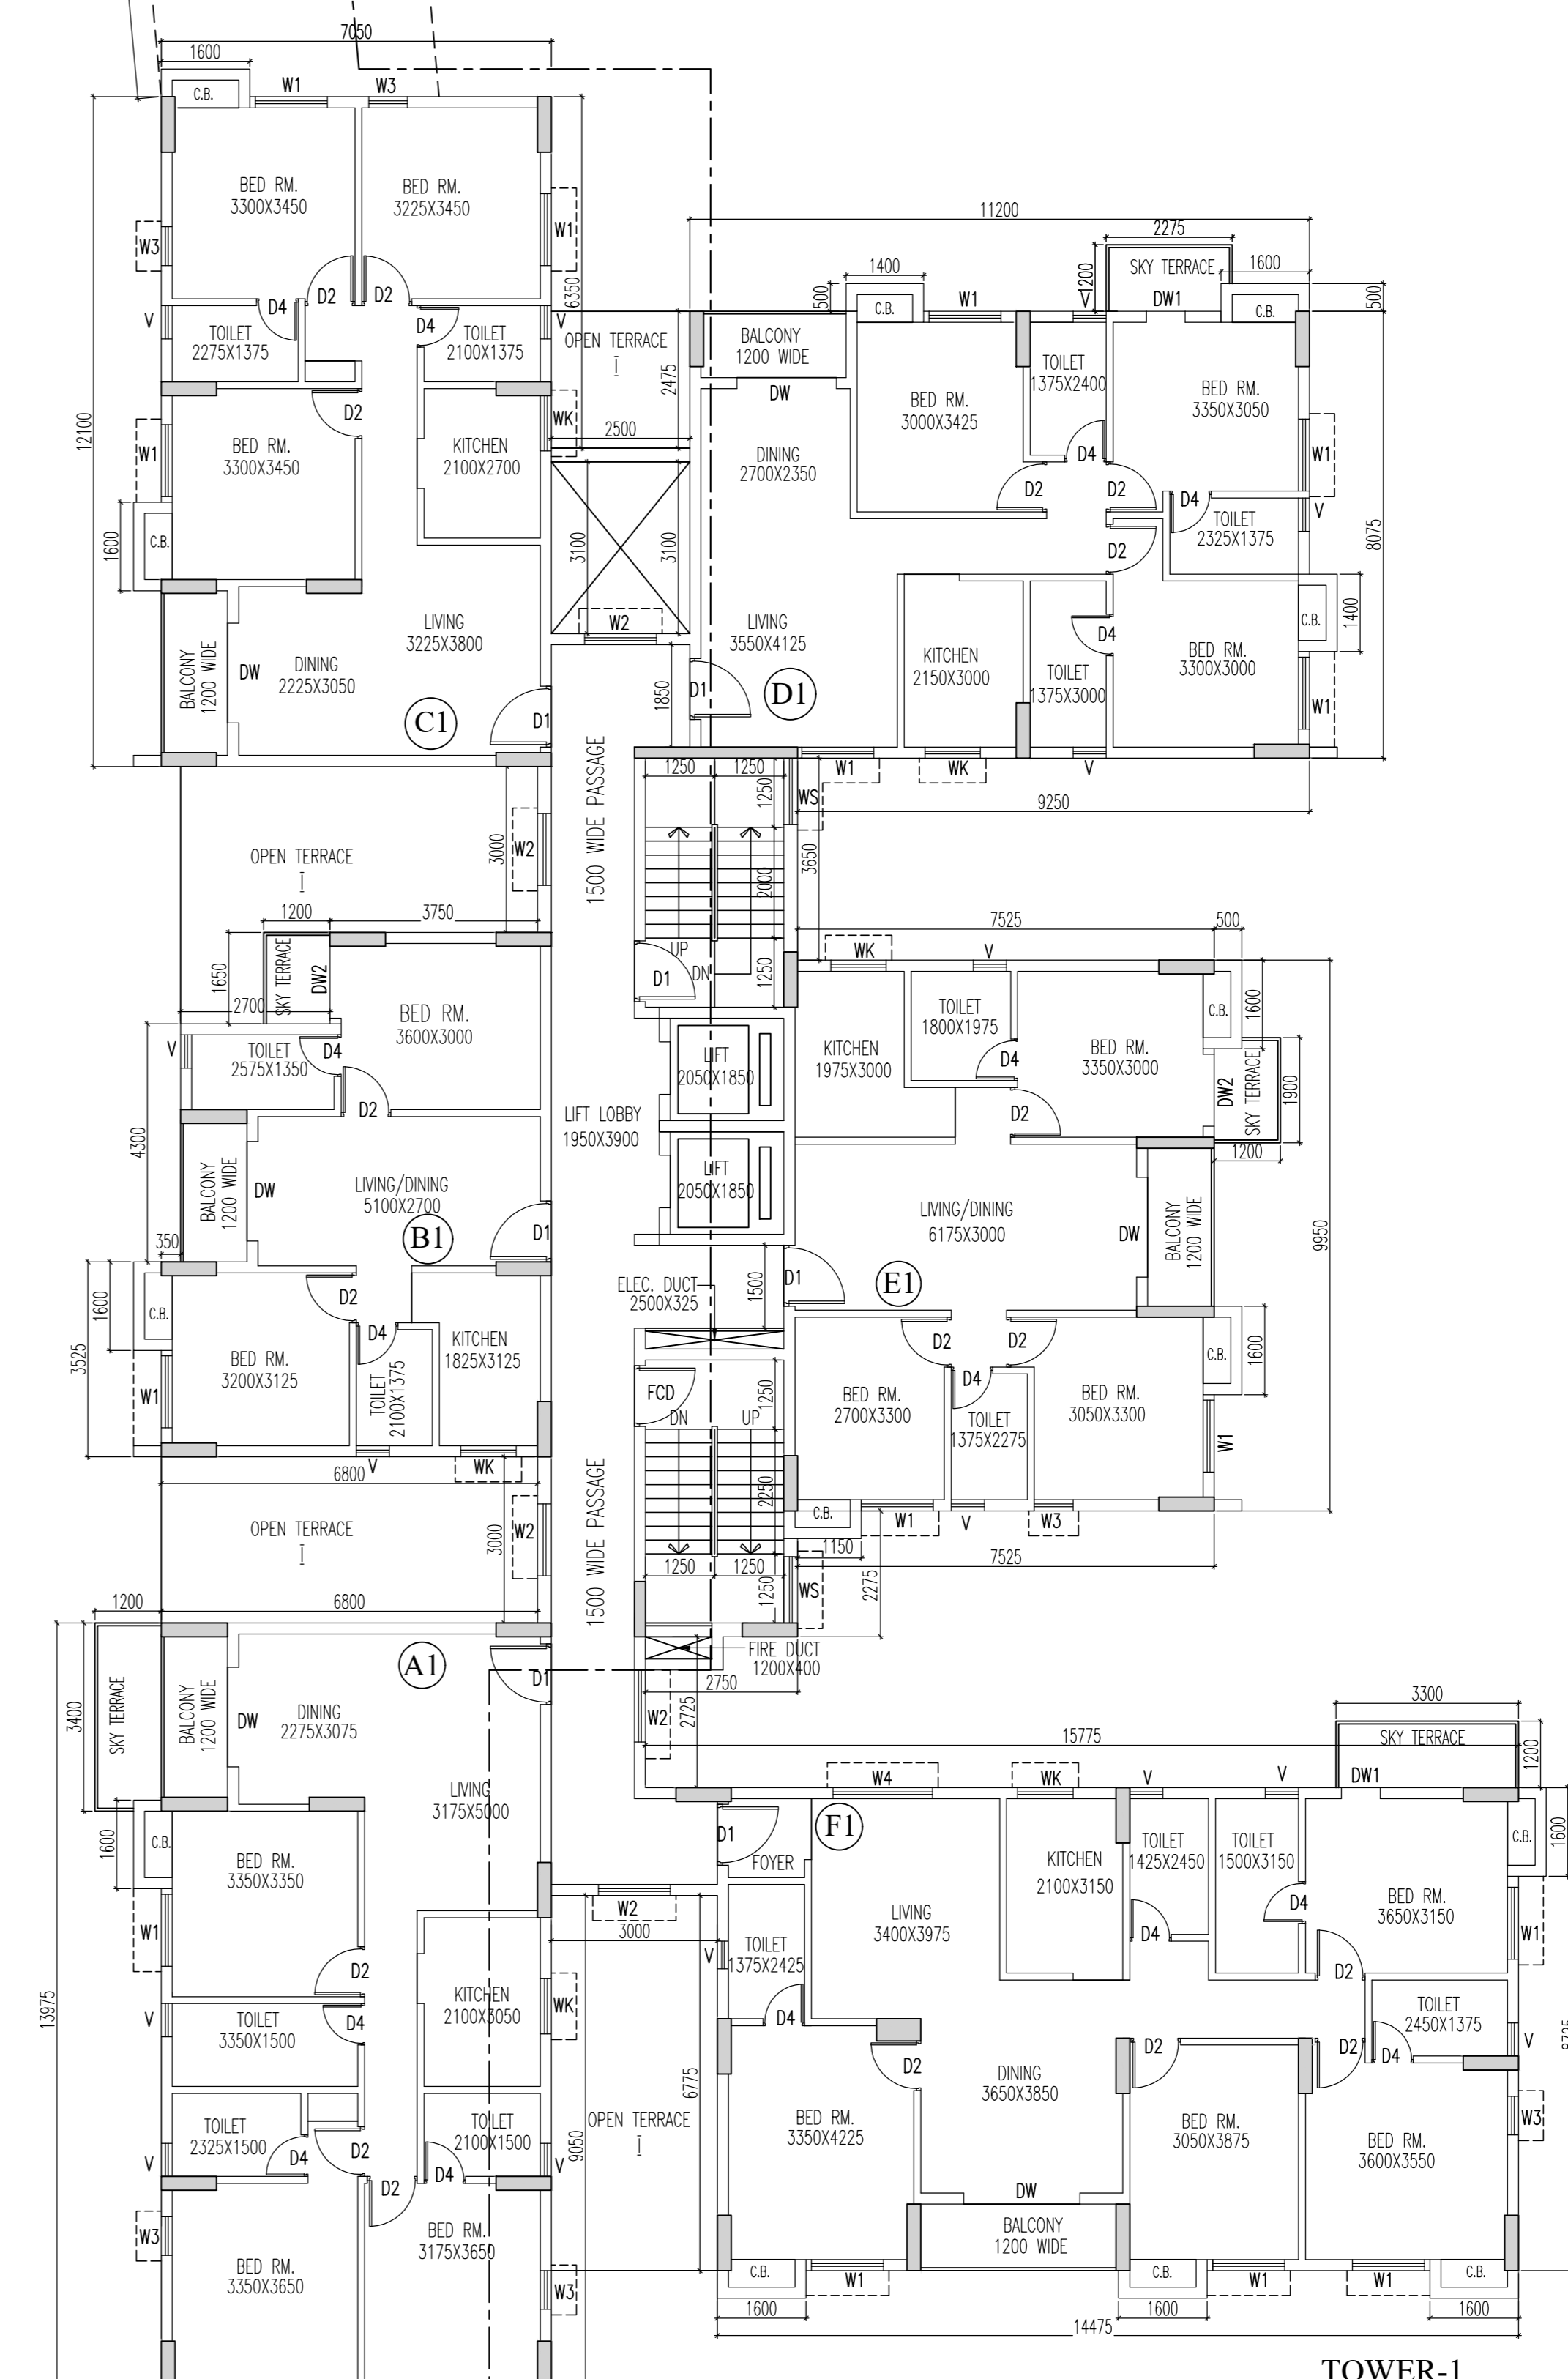 7050
1600
C.B.
W1
W3
BED RM.
3300X3450
BED RM.
3225X3450
W3
W1
6350
12100
D4
D2
D2
D4
V
TOILET
2275X1375
TOILET
2100X1375
V
OPEN TERRACE
I
2475
2500
D2
W1
BED RM.
3300X3450
KITCHEN
2100X2700
WK
1600
C.B.
3100
3100
W2
LIVING
3225X3800
DW
DINING
2225X3050
BALCONY
1200 WIDE
C1
D1
1850
11200
2275
1200
SKY TERRACE
1600
1400
500
C.B.
W1
V
DW1
C.B.
500
BALCONY
1200 WIDE
DW
TOILET
1375X2400
BED RM.
3350X3050
BED RM.
3000X3425
DINING
2700X2350
D4
W1
D2
D2
D4
V
TOILET
2325X1375
8075
D2
LIVING
3550X4125
KITCHEN
2150X3000
D4
TOILET
1375X3000
BED RM.
3300X3000
C.B.
1400
W1
D1
D1
W1
WK
V
9250
1500 WIDE PASSAGE
1250
1250
1250
WS
3650
2000
UP
DN
D1
1250
OPEN TERRACE
I
3000
W2
1200
3750
1650
SKY TERRACE
DW2
2700
BED RM.
3600X3000
V
TOILET
2575X1350
D4
D2
4300
BALCONY
1200 WIDE
DW
LIVING/DINING
5100X2700
B1
D1
350
LIFT
2050X1850
LIFT LOBBY
1950X3900
LIFT
2050X1850
ELEC. DUCT
2500X325
1500
7525
500
WK
V
TOILET
1800X1975
KITCHEN
1975X3000
D4
BED RM.
3350X3000
C.B.
1600
DW2
SKY TERRACE
1900
1200
D2
LIVING/DINING
6175X3000
DW
BALCONY
1200 WIDE
9950
D1
E1
D2
D2
C.B.
1600
BED RM.
2700X3300
D4
TOILET
1375X2275
BED RM.
3050X3300
W1
C.B.
W1
V
W3
1150
7525
2275
C.B.
1600
3525
W1
D2
D4
BED RM.
3200X3125
TOILET
2100X1375
KITCHEN
1825X3125
V
WK
6800
OPEN TERRACE
I
3000
W2
1500 WIDE PASSAGE
FCD
1250
DN
UP
2250
1250
1250
1250
WS
1200
6800
FIRE DUCT
1200X400
2750
2725
W2
A1
D1
3400
SKY TERRACE
BALCONY
1200 WIDE
DW
DINING
2275X3075
LIVING
3175X5000
1600
C.B.
BED RM.
3350X3350
W1
D2
13975
V
TOILET
3350X1500
D4
KITCHEN
2100X3050
WK
TOILET
2325X1500
D4
D2
TOILET
2100X1500
D4
V
V
D2
W3
BED RM.
3350X3650
BED RM.
3175X3650
W3
W2
3000
6775
9050
OPEN TERRACE
I
3300
15775
SKY TERRACE
1200
W4
WK
V
V
DW1
D1
F1
FOYER
C.B.
1600
TOILET
1425X2450
TOILET
1500X3150
KITCHEN
2100X3150
LIVING
3400X3975
D4
D4
BED RM.
3650X3150
W1
V
TOILET
1375X2425
D4
D2
TOILET
2450X1375
V
8725
D2
D2
D2
D4
DINING
3650X3850
BED RM.
3350X4225
BED RM.
3050X3875
BED RM.
3600X3550
W3
DW
BALCONY
1200 WIDE
C.B.
W1
C.B.
W1
W1
C.B.
1600
1600
1600
14475
TOWER-1